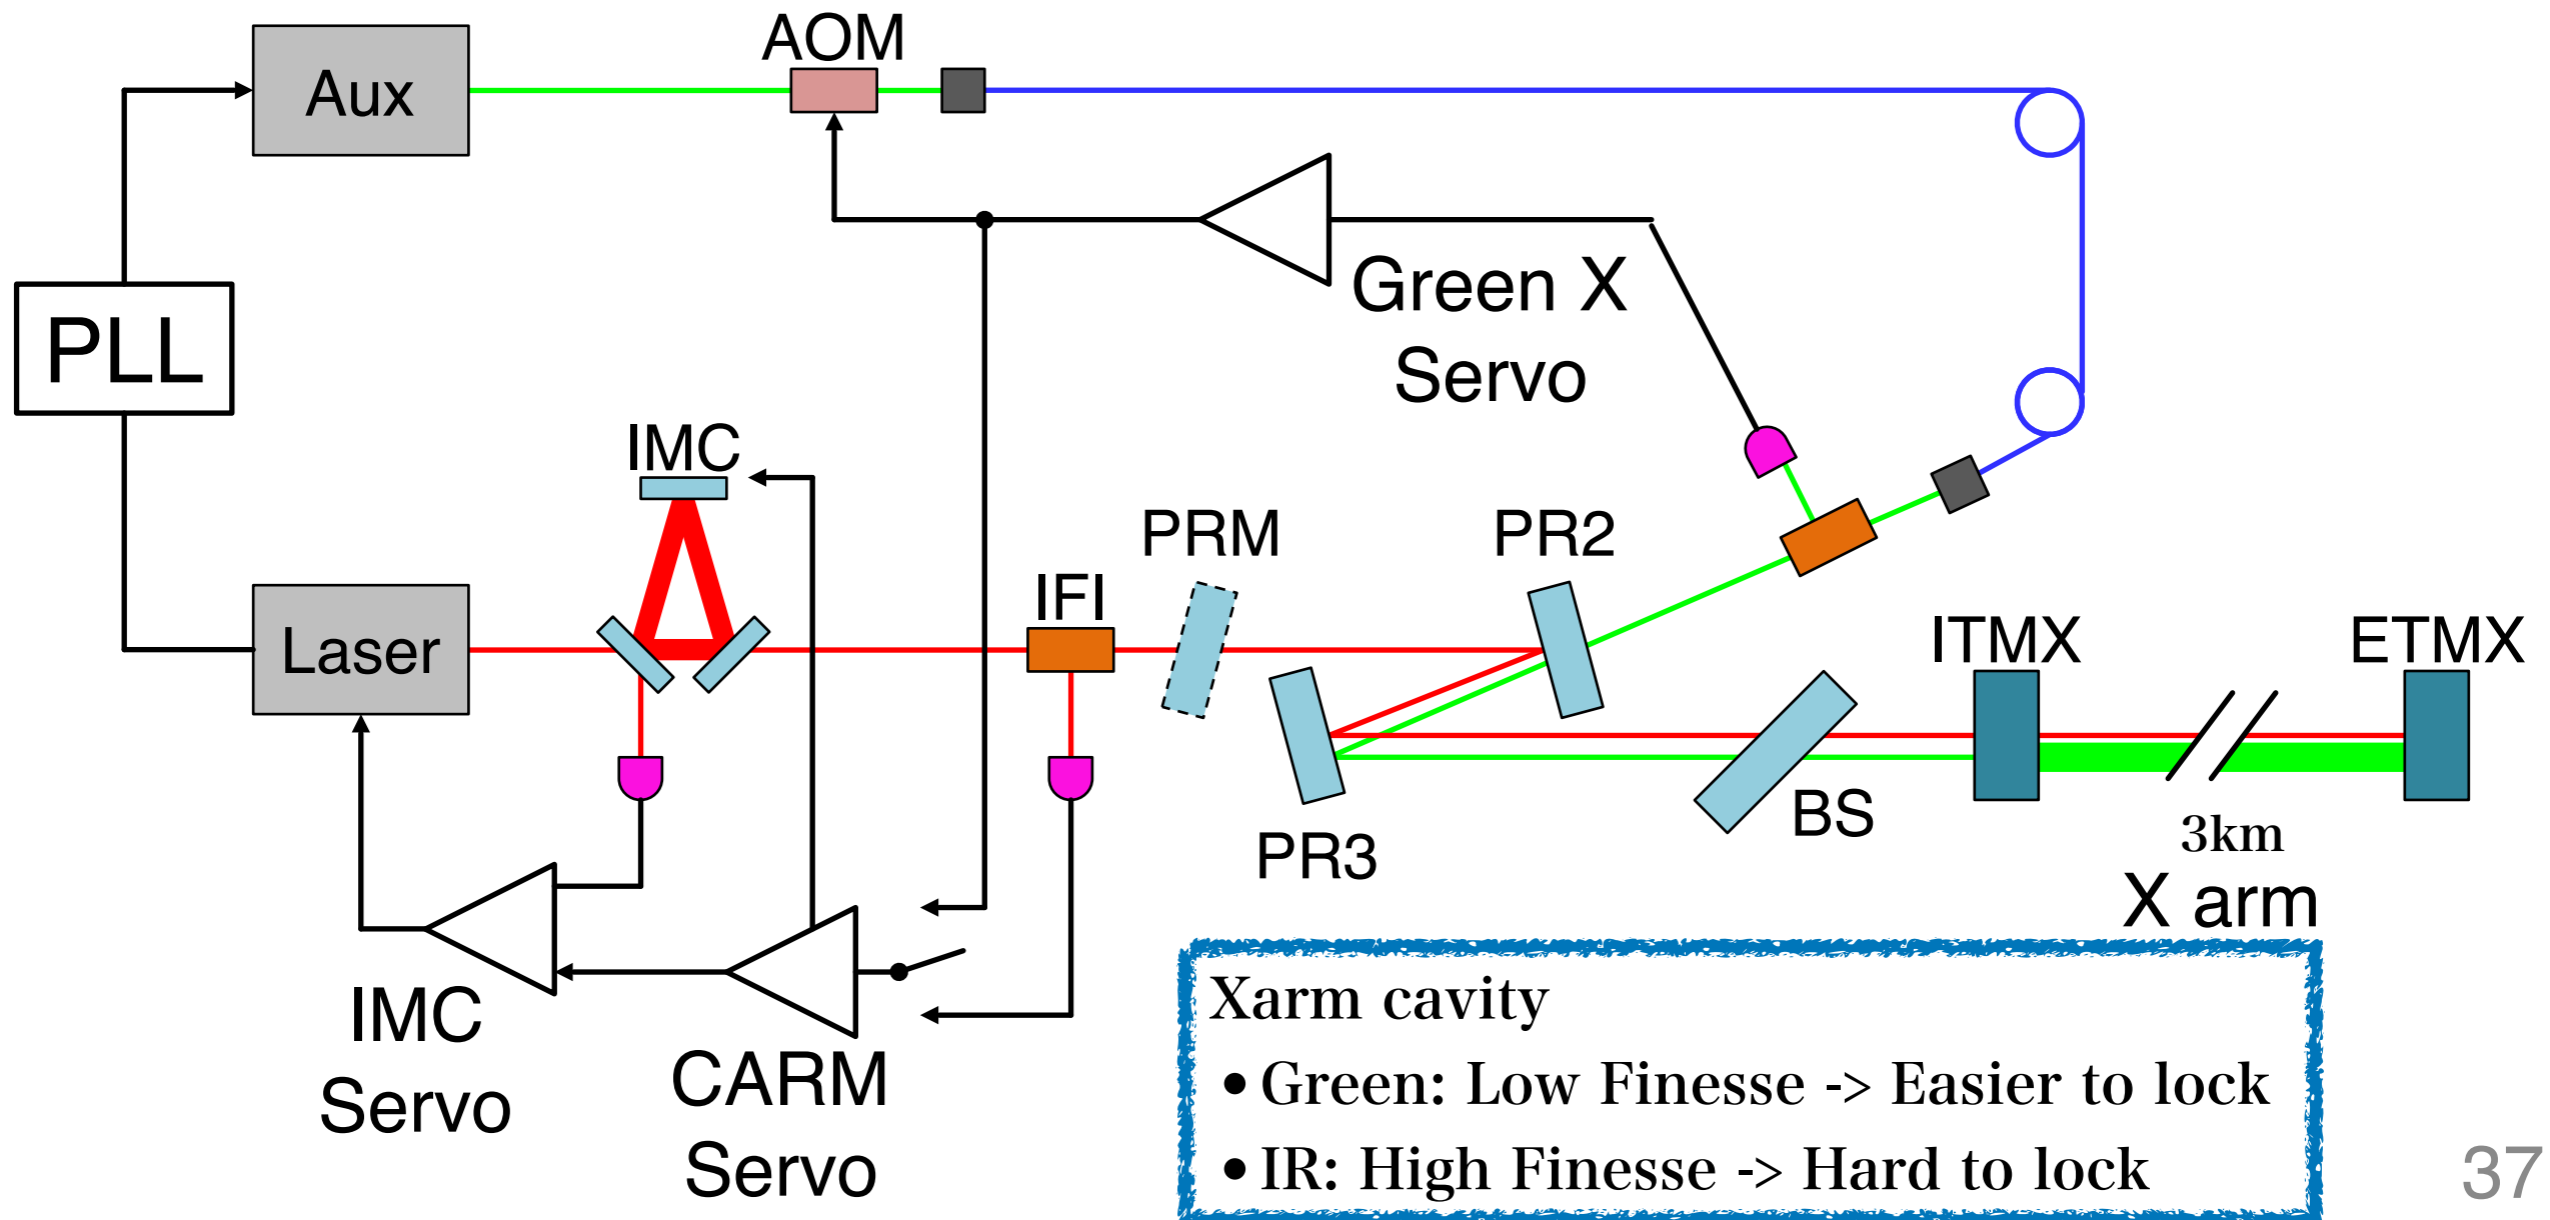 AOM
Aux
Green X
Servo
PLL
IMC
PRM
PR2
IFI
ITMX
ETMX
Laser
BS
PR3
3km
X arm
IMC
Servo
CARM
Servo
Xarm cavity
• Green: Low Finesse -> Easier to lock
• IR: High Finesse -> Hard to lock
37